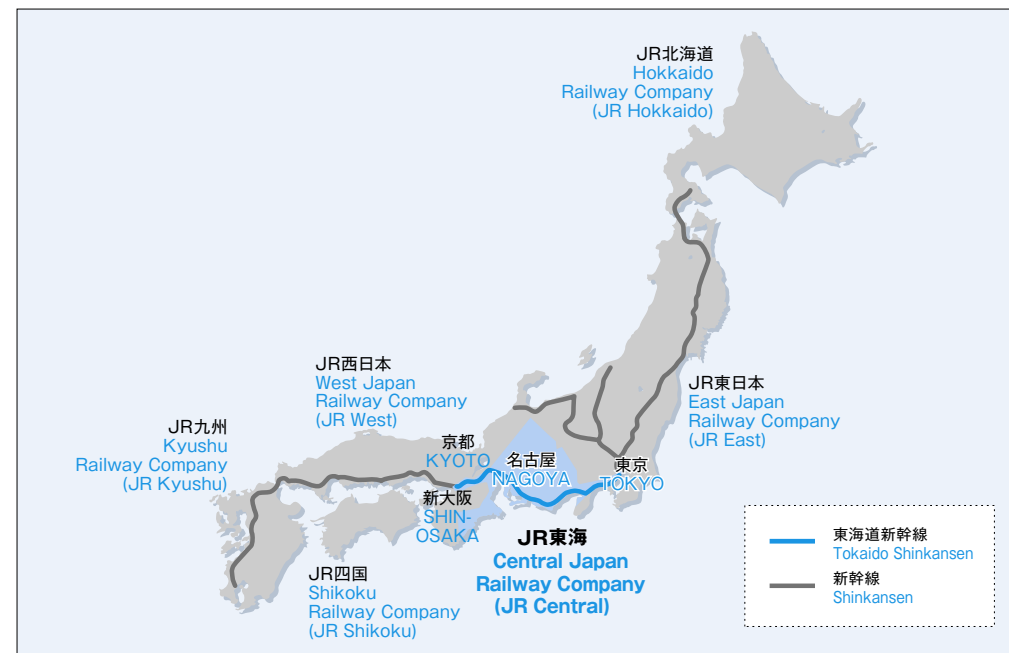 JR北海道
Hokkaido
Railway Company
(JR Hokkaido)
JR西日本
West Japan
Railway Company
(JR West)
JR東日本
East Japan
Railway Company
(JR East)
JR九州
Kyushu
Railway Company
(JR Kyushu)
京都
KYOTO
名古屋
NAGOYA
東京
TOKYO
新大阪
SHIN-
OSAKA
JR東海
Central Japan
Railway Company
(JR Central)
JR四国
Shikoku
Railway Company
(JR Shikoku)
東海道新幹線
Tokaido Shinkansen
新幹線
Shinkansen